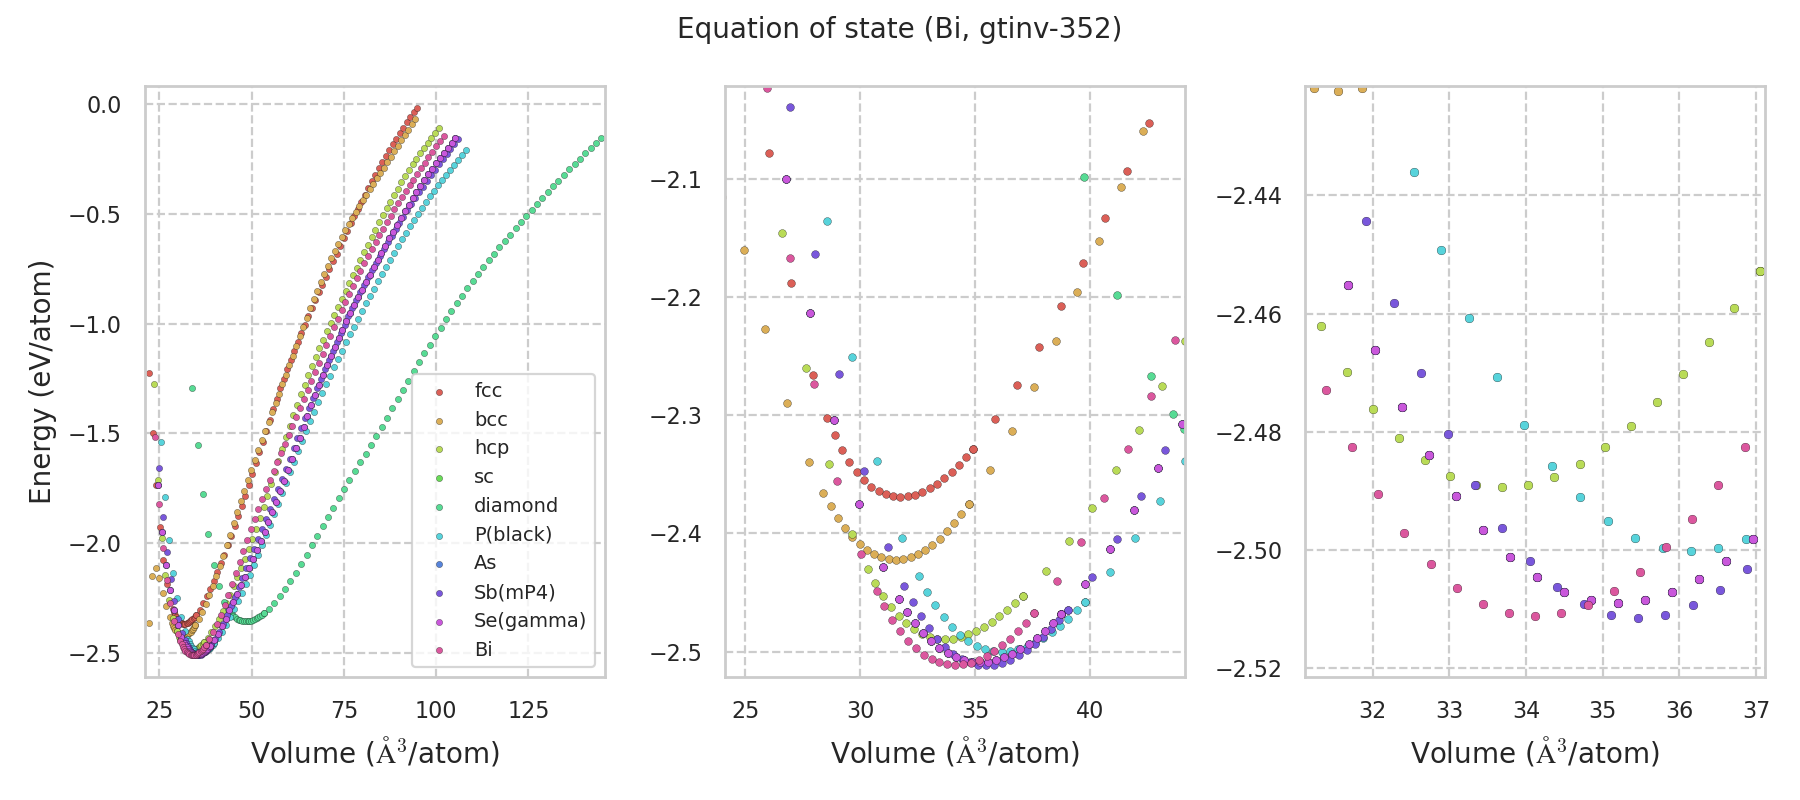 Equation of state (Bi, gtinv-352)
Energy (eV/atom)
0.0
−0.5
−1.0
−1.5
−2.0
−2.5
25
50
75
100
125
Volume (Å³/atom)
fcc
bcc
hcp
sc
diamond
P(black)
As
Sb(mP4)
Se(gamma)
Bi
−2.1
−2.2
−2.3
−2.4
−2.5
25
30
35
40
Volume (Å³/atom)
−2.44
−2.46
−2.48
−2.50
−2.52
32
33
34
35
36
37
Volume (Å³/atom)